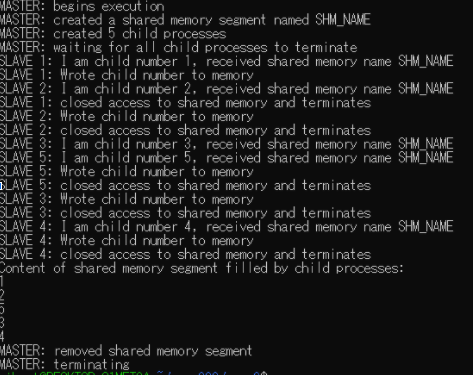 MASTER: begins execution
MASTER: created a shared memory segment named SHM_NAME
MASTER: created 5 child processes
MASTER: waiting for all child processes to terminate
SLAVE 1: I am child number 1, received shared memory name SHM_NAME
SLAVE 1: Wrote child number to memory
SLAVE 2: I am child number 2, received shared memory name SHM_NAME
SLAVE 1: closed access to shared memory and terminates
SLAVE 2: Wrote child number to memory
SLAVE 2: closed access to shared memory and terminates
SLAVE 3: I am child number 3, received shared memory name SHM_NAME
SLAVE 5: I am child number 5, received shared memory name SHM_NAME
SLAVE 5: Wrote child number to memory
SLAVE 5: closed access to shared memory and terminates
SLAVE 3: Wrote child number to memory
SLAVE 3: closed access to shared memory and terminates
SLAVE 4: I am child number 4, received shared memory name SHM_NAME
SLAVE 4: Wrote child number to memory
SLAVE 4: closed access to shared memory and terminates
Content of shared memory segment filled by child processes:
1
2
5
3
4
MASTER: removed shared memory segment
MASTER: terminating